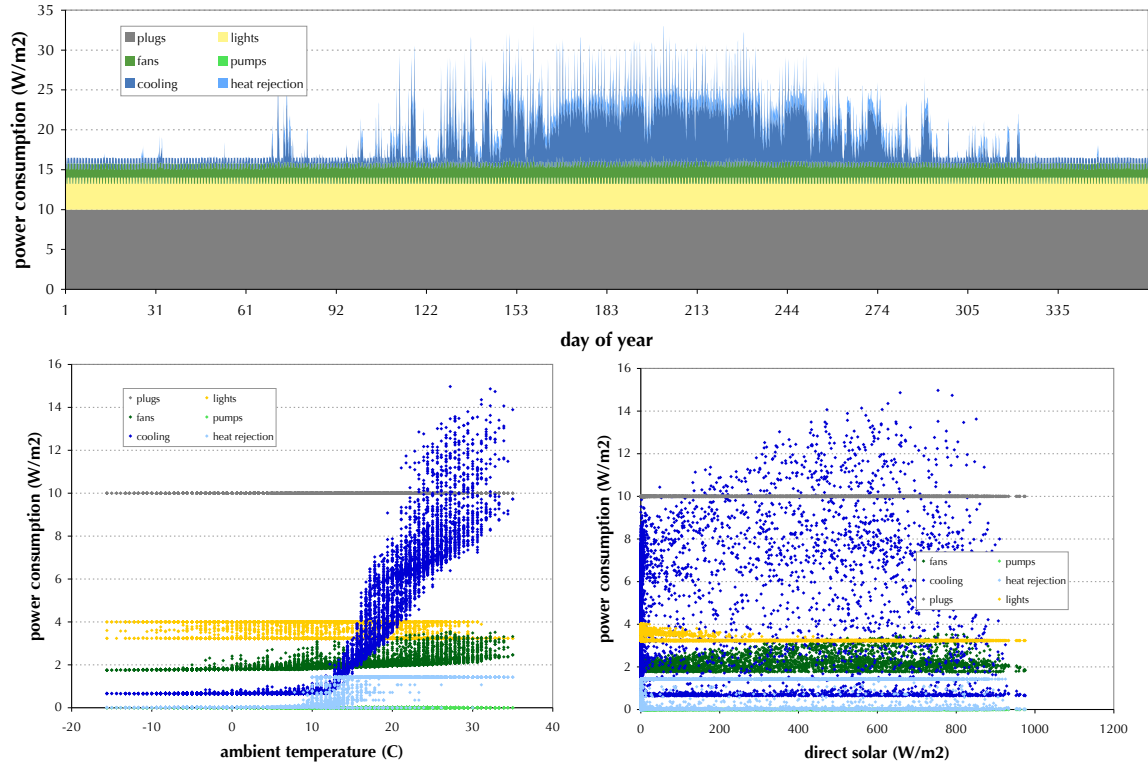 power consumption (W/m2)
35
30
25
20
15
10
5
0
plugs lights
fans pumps
cooling heat rejection
1 31 61 92 122 153 183 213 244 274 305 335
day of year
power consumption (W/m2)
16
14
12
10
8
6
4
2
0
plugs lights
fans pumps
cooling heat rejection
-20 -10 0 10 20 30 40
ambient temperature (C)
power consumption (W/m2)
16
14
12
10
8
6
4
2
0
fans pumps
cooling heat rejection
plugs lights
0 200 400 600 800 1000 1200
direct solar (W/m2)